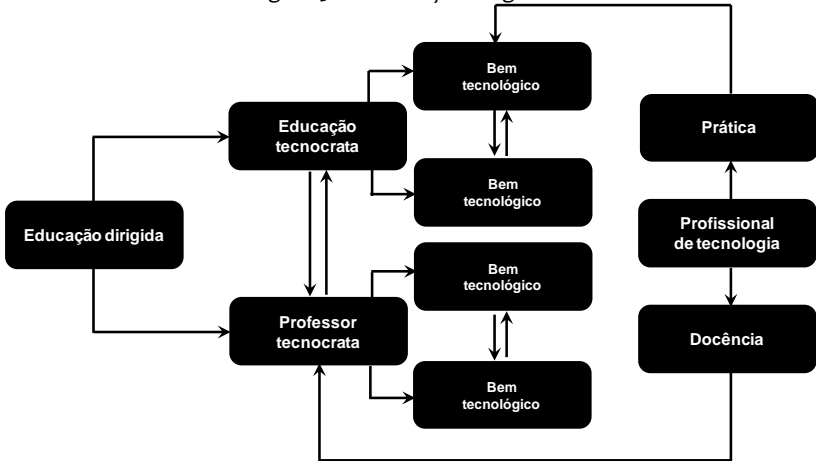 Bem
tecnológico
Educação
tecnocrata
Prática
Bem
tecnológico
Educação dirigida
Profissional
de tecnologia
Bem
tecnológico
Professor
tecnocrata
Docência
Bem
tecnológico